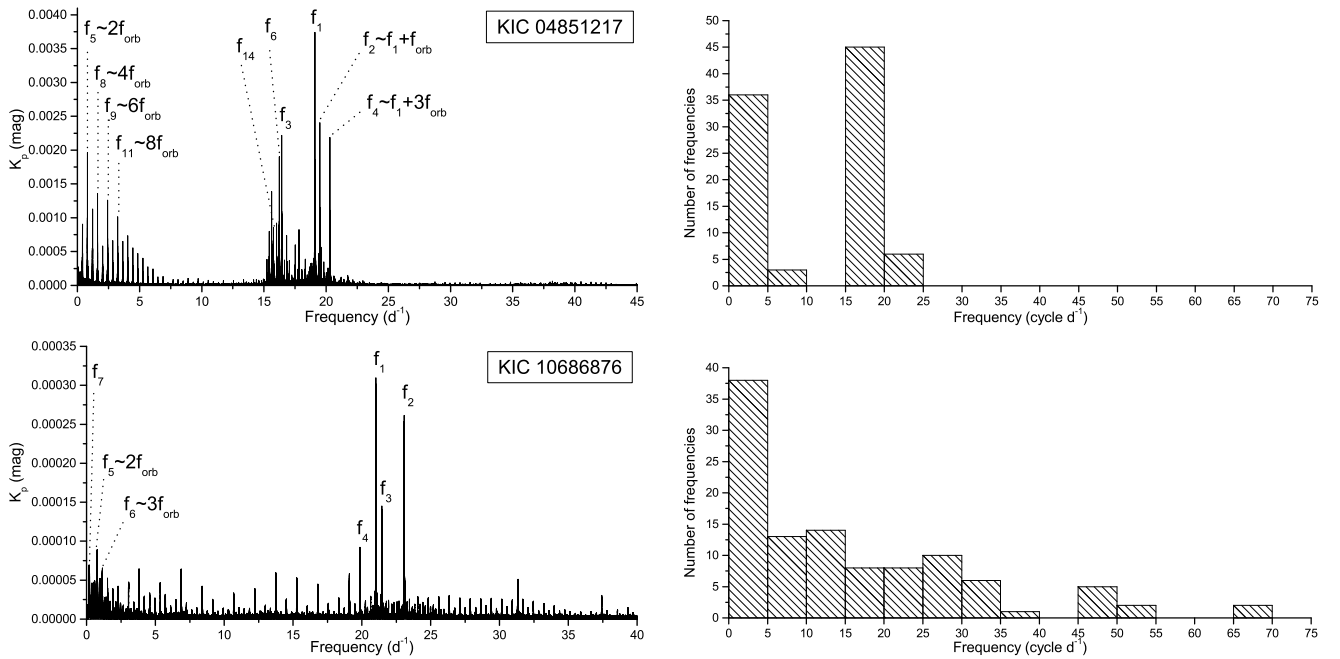 KIC 04851217
f5~2forb
f8~4forb
f9~6forb
f11~8forb
f14
f6
f3
f1
f2~f1+forb
f4~f1+3forb
0.0040
0.0035
0.0030
0.0025
0.0020
0.0015
0.0010
0.0005
0.0000
Kp (mag)
0 5 10 15 20 25 30 35 40 45
Frequency (d-1)
50
45
40
35
30
25
20
15
10
5
0
Number of frequencies
0 5 10 15 20 25 30 35 40 45 50 55 60 65 70 75
Frequency (cycle d-1)
KIC 10686876
f7
f5~2forb
f6~3forb
f4
f1
f3
f2
0.00035
0.00030
0.00025
0.00020
0.00015
0.00010
0.00005
0.00000
Kp (mag)
0 5 10 15 20 25 30 35 40
Frequency (d-1)
40
35
30
25
20
15
10
5
0
Number of frequencies
0 5 10 15 20 25 30 35 40 45 50 55 60 65 70 75
Frequency (cycle d-1)